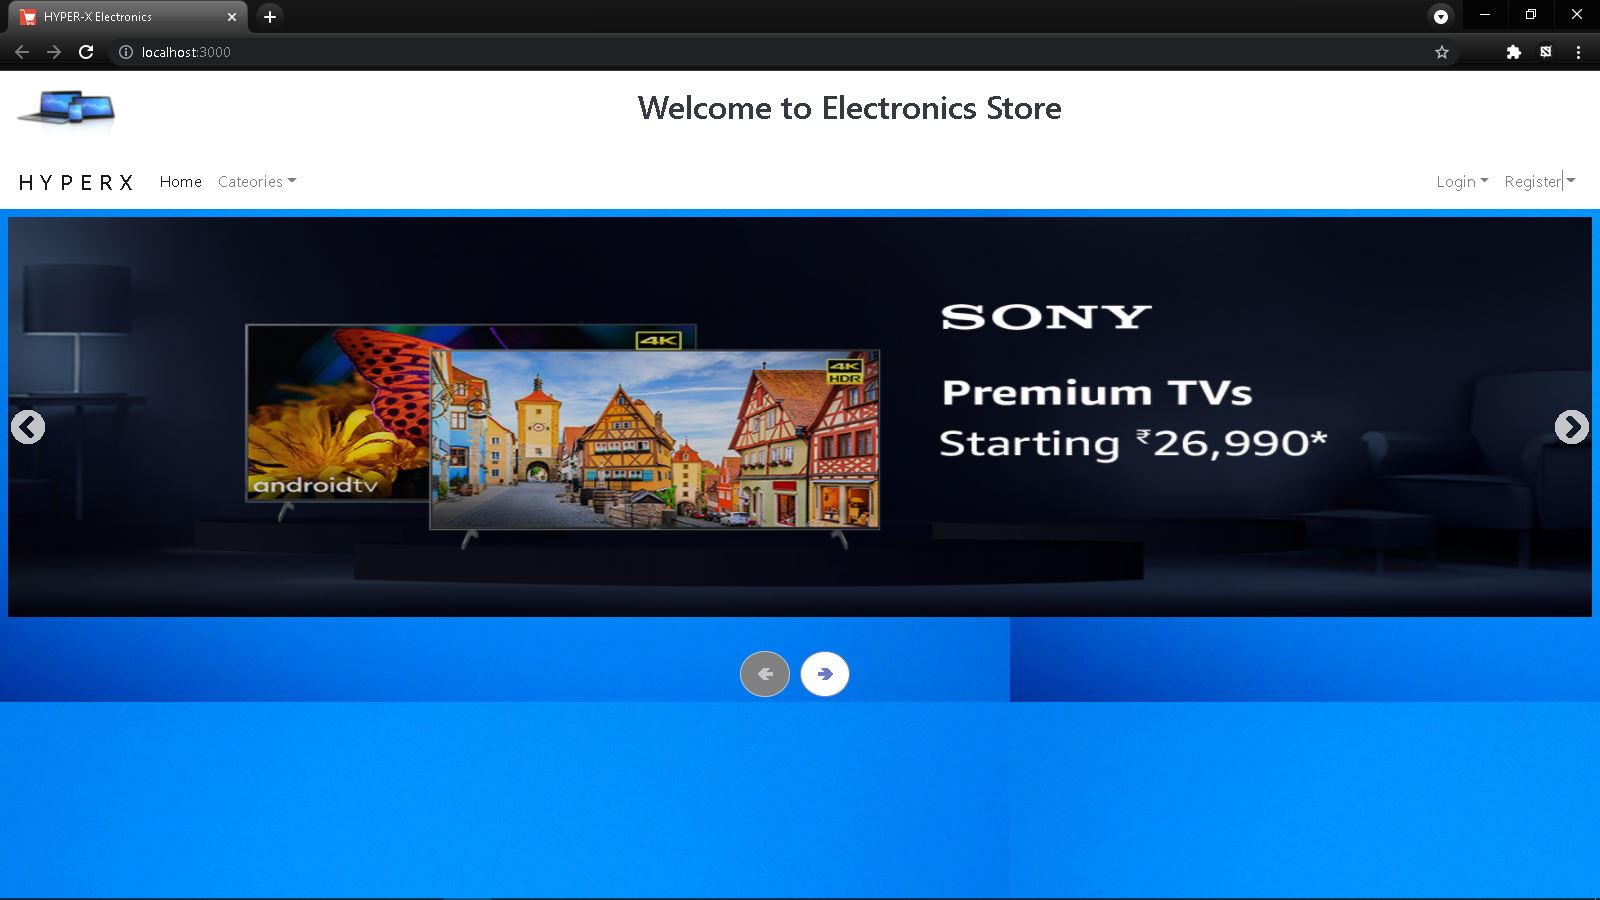 HYPER-X Electronics
localhost:3000
Welcome to Electronics Store
HYPERX Home Cateories Login Register
SONY
4K
4K
HDR
Premium TVs
Starting ₹26,990*
androidtv